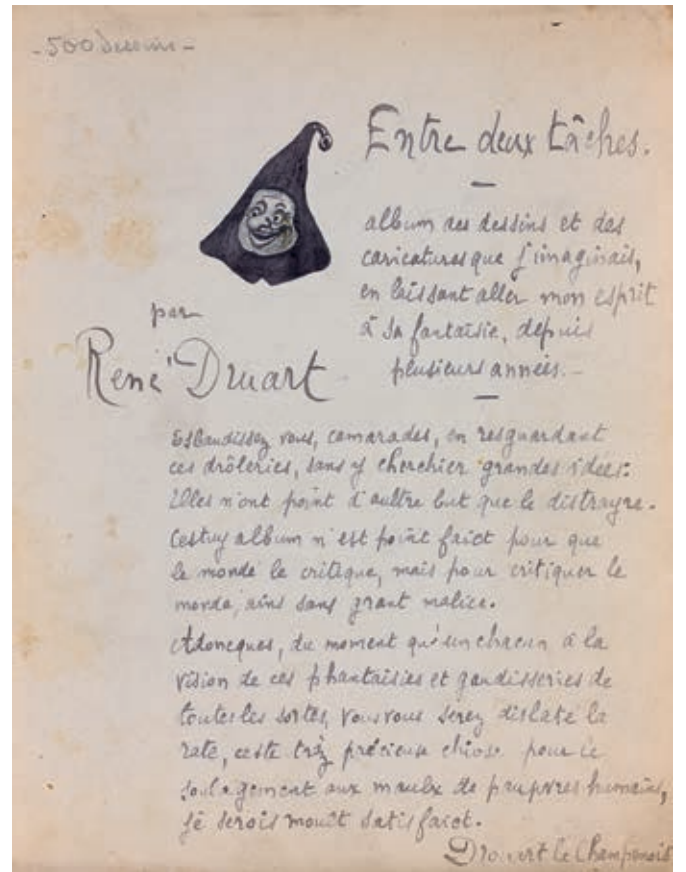 - 500 dessins -
Entre deux tâches.
album des dessins et des
caricatures que j'imaginais,
en laissant aller mon esprit
à sa fantaisie, depuis
plusieurs années.
par
René Druart
Esbaudissez vous, camarades, en resguardant
ces drôleries, sans y cherchier grandes idées.
Elles n'ont point d'aultre but que le distrayre.
Cestuy album n'est point faict pour que
le monde le critique, mais pour critiquer le
monde, ains sans grant malice.
Adoncques, du moment qu'un chacun à la
vision de ces phantaisies et gaudisseries de
toutes les sortes, vous vous serez dislaté la
rate, ceste très précieuse chose pour le
soulagement aux maulx de paupvres humains,
je serois moult satisfaict.
Drouart le Champenois